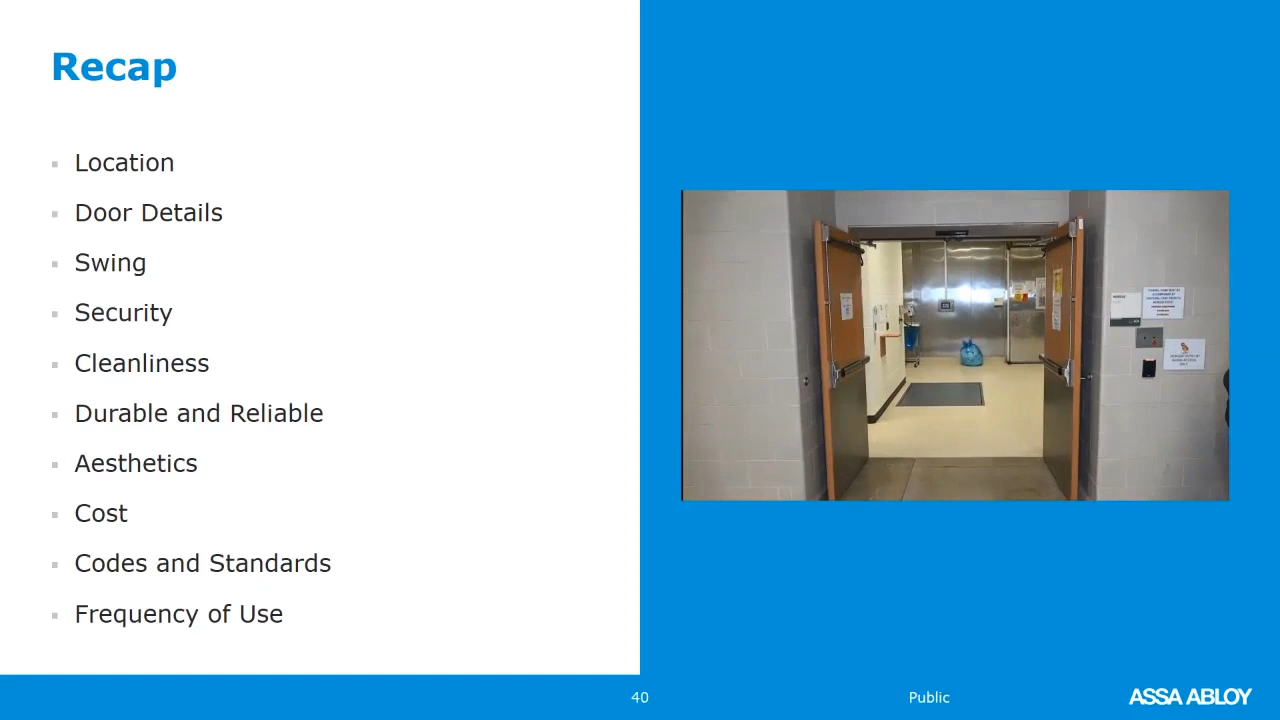 Recap
Location
Door Details
Swing
Security
Cleanliness
Durable and Reliable
Aesthetics
Cost
Codes and Standards
Frequency of Use
40
Public
ASSA ABLOY